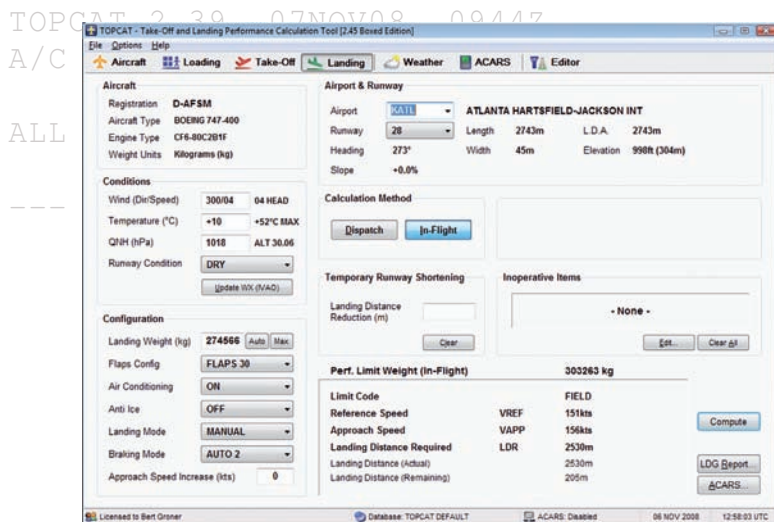 TOPCAT 2.39 07NOV08 0944Z
A/C
ALL
---
TOPCAT - Take-Off and Landing Performance Calculation Tool [2.45 Boxed Edition]
File Options Help
Aircraft Loading Take-Off Landing Weather ACARS Editor
Aircraft
Registration D-AFSM
Aircraft Type BOEING 747-400
Engine Type CF6-80C2B1F
Weight Units Kilograms (kg)
Airport & Runway
Airport KATL ATLANTA HARTSFIELD-JACKSON INT
Runway 28 Length 2743m L.D.A. 2743m
Heading 273° Width 45m Elevation 998ft (304m)
Slope +0.0%
Conditions
Wind (Dir/Speed) 300/04 04 HEAD
Temperature (°C) +10 +52°C MAX
QNH (hPa) 1018 ALT 30.06
Runway Condition DRY
Update WX (IVAO)
Calculation Method
Dispatch In-Flight
Temporary Runway Shortening
Landing Distance
Reduction (m)
Clear
Inoperative Items
- None -
Edit... Clear All
Configuration
Landing Weight (kg) 274566 Auto Max
Flaps Config FLAPS 30
Air Conditioning ON
Anti Ice OFF
Landing Mode MANUAL
Braking Mode AUTO 2
Approach Speed Increase (kts) 0
Perf. Limit Weight (In-Flight) 303263 kg
Limit Code FIELD
Reference Speed VREF 151kts
Approach Speed VAPP 156kts
Landing Distance Required LDR 2530m
Landing Distance (Actual) 2530m
Landing Distance (Remaining) 205m
Compute
LDG Report...
ACARS...
Licensed to Bert Groner Database: TOPCAT DEFAULT ACARS: Disabled 06 NOV 2008 12:58:03 UTC